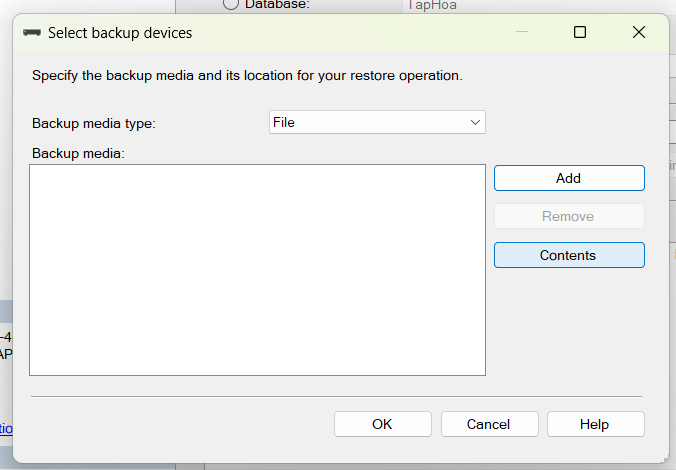 Database:
TapHoa
Select backup devices
Specify the backup media and its location for your restore operation.
Backup media type:
File
Backup media:
Add
Remove
Contents
-4
AP
tio
OK
Cancel
Help